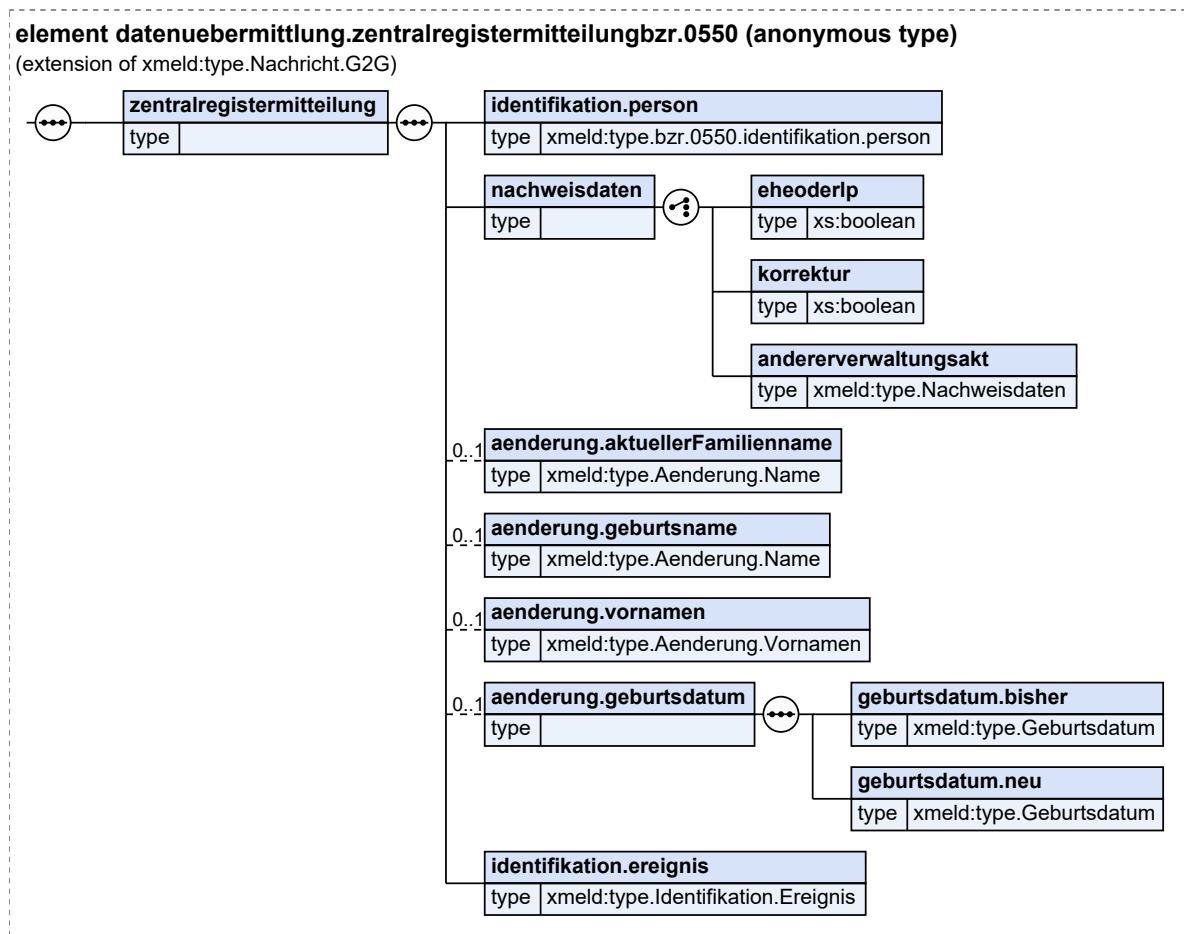 element datenuebermittlung.zentralregistermitteilungbzr.0550 (anonymous type)
(extension of xmeld:type.Nachricht.G2G)
zentralregistermitteilung
type
identifikation.person
type xmeld:type.bzr.0550.identifikation.person
nachweisdaten
type
eheoderlp
type xs:boolean
korrektur
type xs:boolean
andererverwaltungsakt
type xmeld:type.Nachweisdaten
0..1
aenderung.aktuellerFamilienname
type xmeld:type.Aenderung.Name
0..1
aenderung.geburtsname
type xmeld:type.Aenderung.Name
0..1
aenderung.vornamen
type xmeld:type.Aenderung.Vornamen
0..1
aenderung.geburtsdatum
type
geburtsdatum.bisher
type xmeld:type.Geburtsdatum
geburtsdatum.neu
type xmeld:type.Geburtsdatum
identifikation.ereignis
type xmeld:type.Identifikation.Ereignis